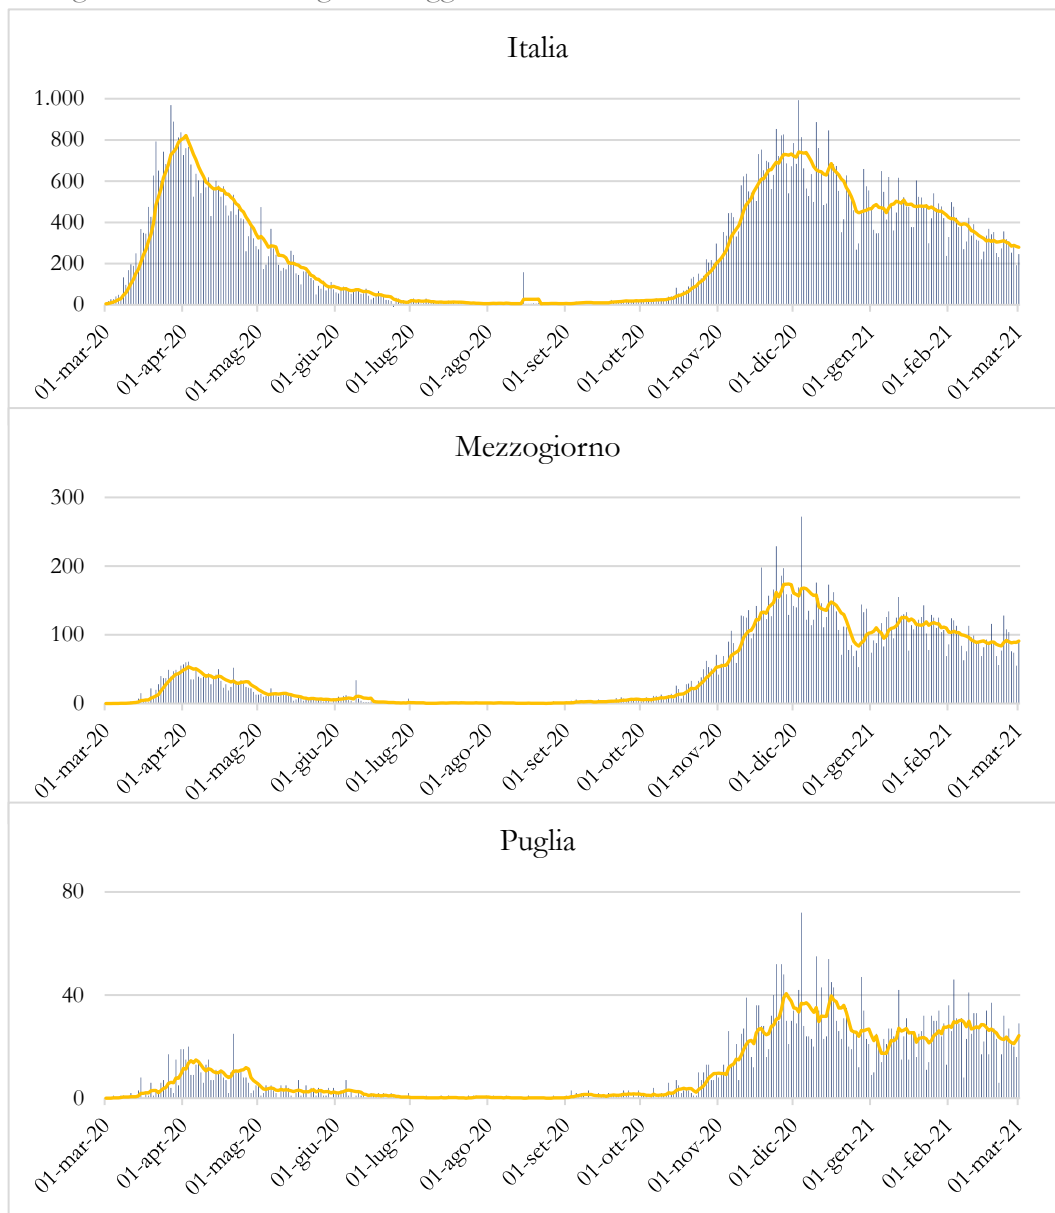 Italia
1.000
800
600
400
200
0
01-mar-20 01-apr-20 01-mag-20 01-giu-20 01-lug-20 01-ago-20 01-set-20 01-ott-20 01-nov-20 01-dic-20 01-gen-21 01-feb-21 01-mar-21
Mezzogiorno
300
200
100
0
01-mar-20 01-apr-20 01-mag-20 01-giu-20 01-lug-20 01-ago-20 01-set-20 01-ott-20 01-nov-20 01-dic-20 01-gen-21 01-feb-21 01-mar-21
Puglia
80
40
0
01-mar-20 01-apr-20 01-mag-20 01-giu-20 01-lug-20 01-ago-20 01-set-20 01-ott-20 01-nov-20 01-dic-20 01-gen-21 01-feb-21 01-mar-21